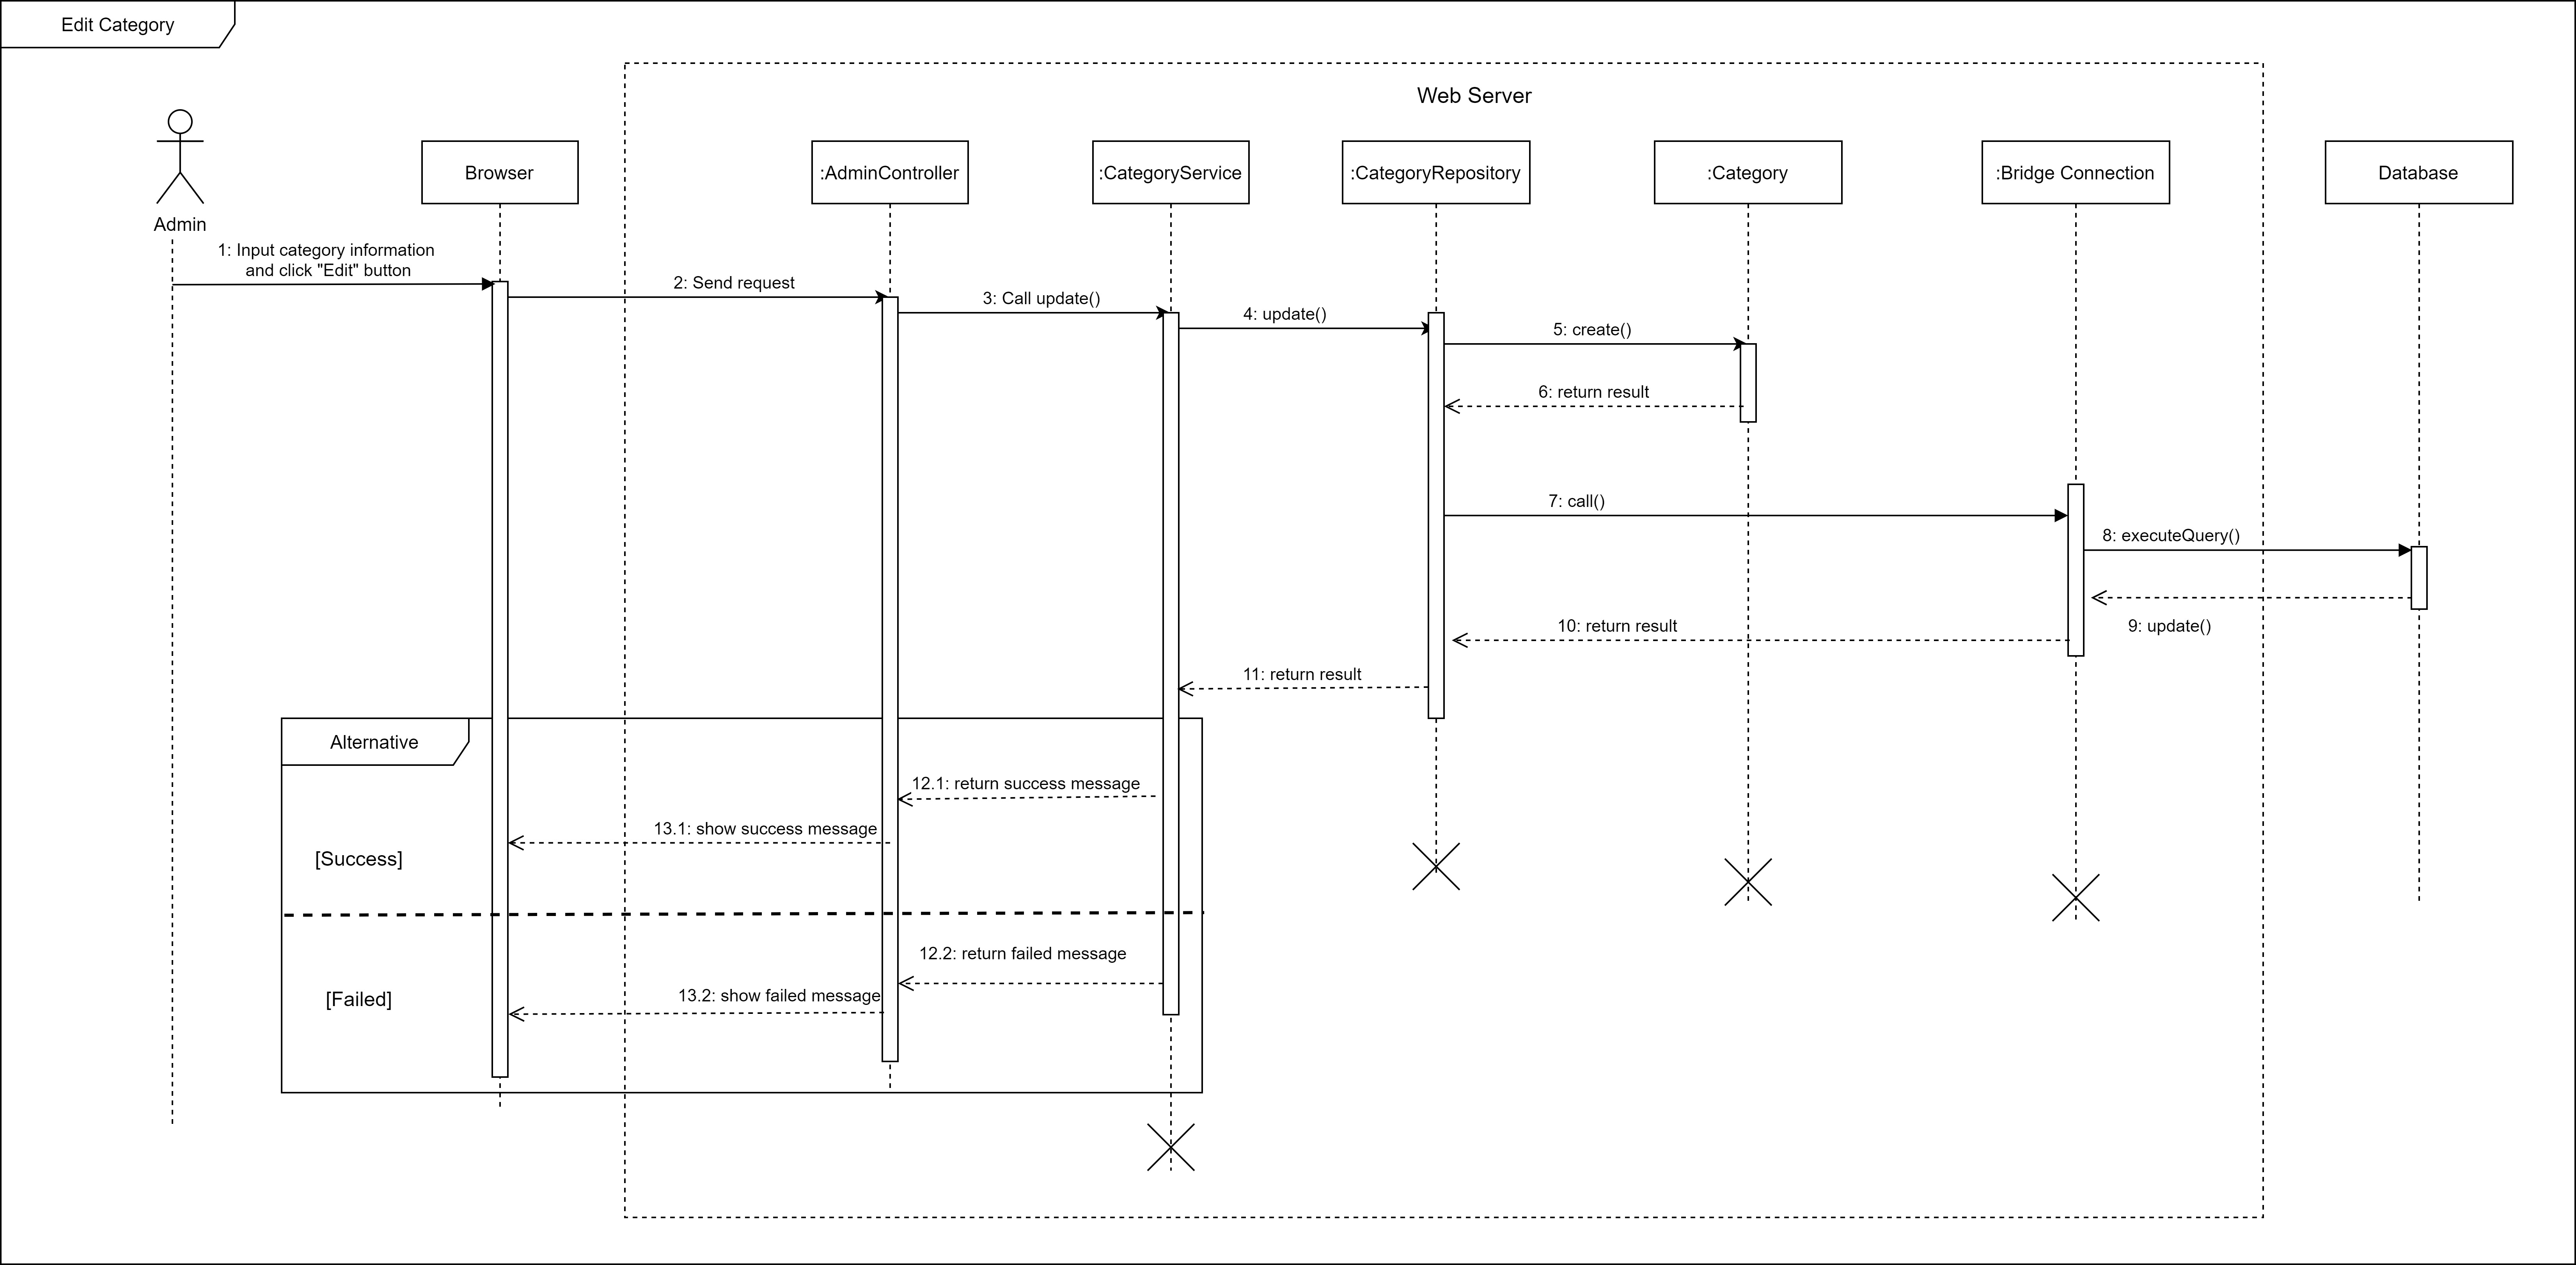 Edit Category
Web Server
Admin
Browser
:AdminController
:CategoryService
:CategoryRepository
:Category
:Bridge Connection
Database
1: Input category information
and click "Edit" button
2: Send request
3: Call update()
4: update()
5: create()
6: return result
7: call()
8: executeQuery()
9: update()
10: return result
11: return result
Alternative
12.1: return success message
13.1: show success message
[Success]
12.2: return failed message
13.2: show failed message
[Failed]